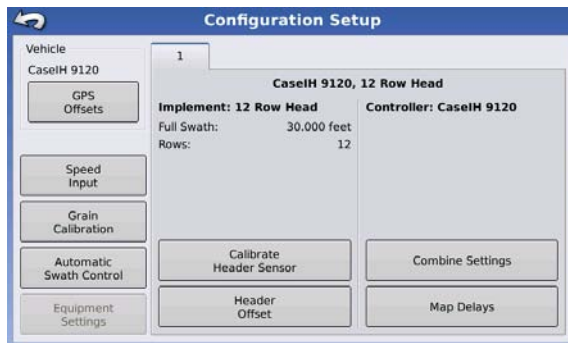 Configuration Setup
Vehicle
CaseIH 9120
GPS
Offsets
Speed
Input
Grain
Calibration
Automatic
Swath Control
Equipment
Settings
1
CaseIH 9120, 12 Row Head
Implement: 12 Row Head
Full Swath: 30.000 feet
Rows: 12
Controller: CaseIH 9120
Calibrate
Header Sensor
Combine Settings
Header
Offset
Map Delays